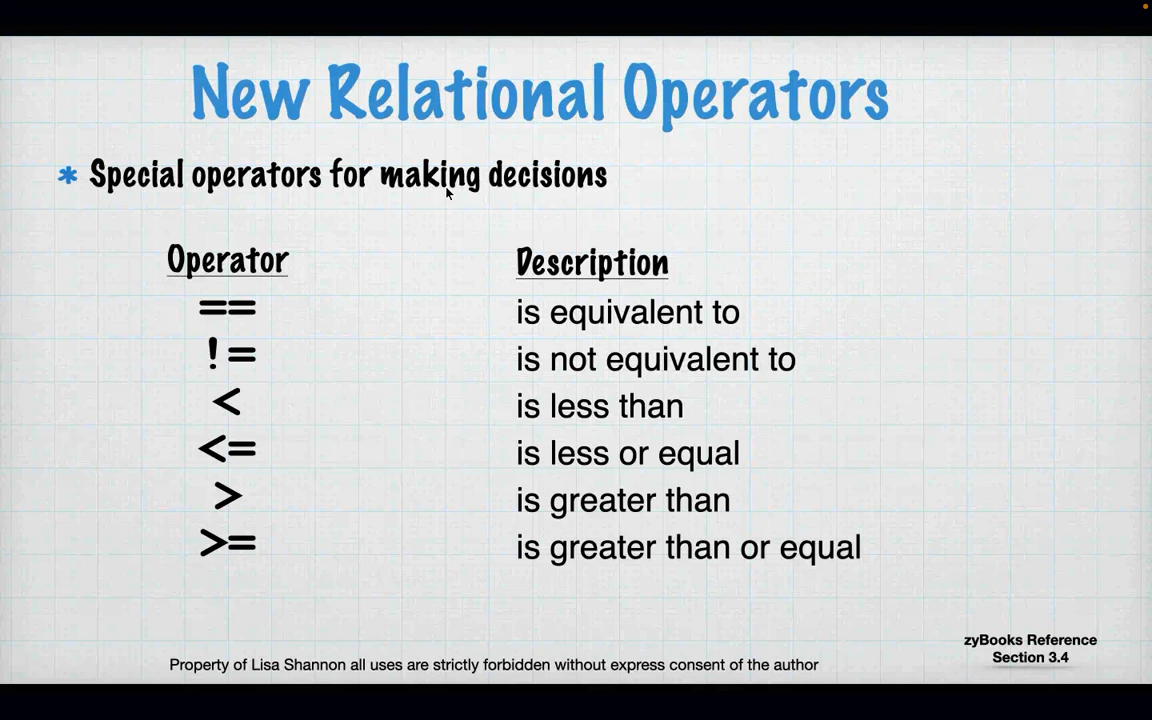 New Relational Operators
* Special operators for making decisions
Operator Description
== is equivalent to
!= is not equivalent to
< is less than
<= is less or equal
> is greater than
>= is greater than or equal
zyBooks Reference
Section 3.4
Property of Lisa Shannon all uses are strictly forbidden without express consent of the author